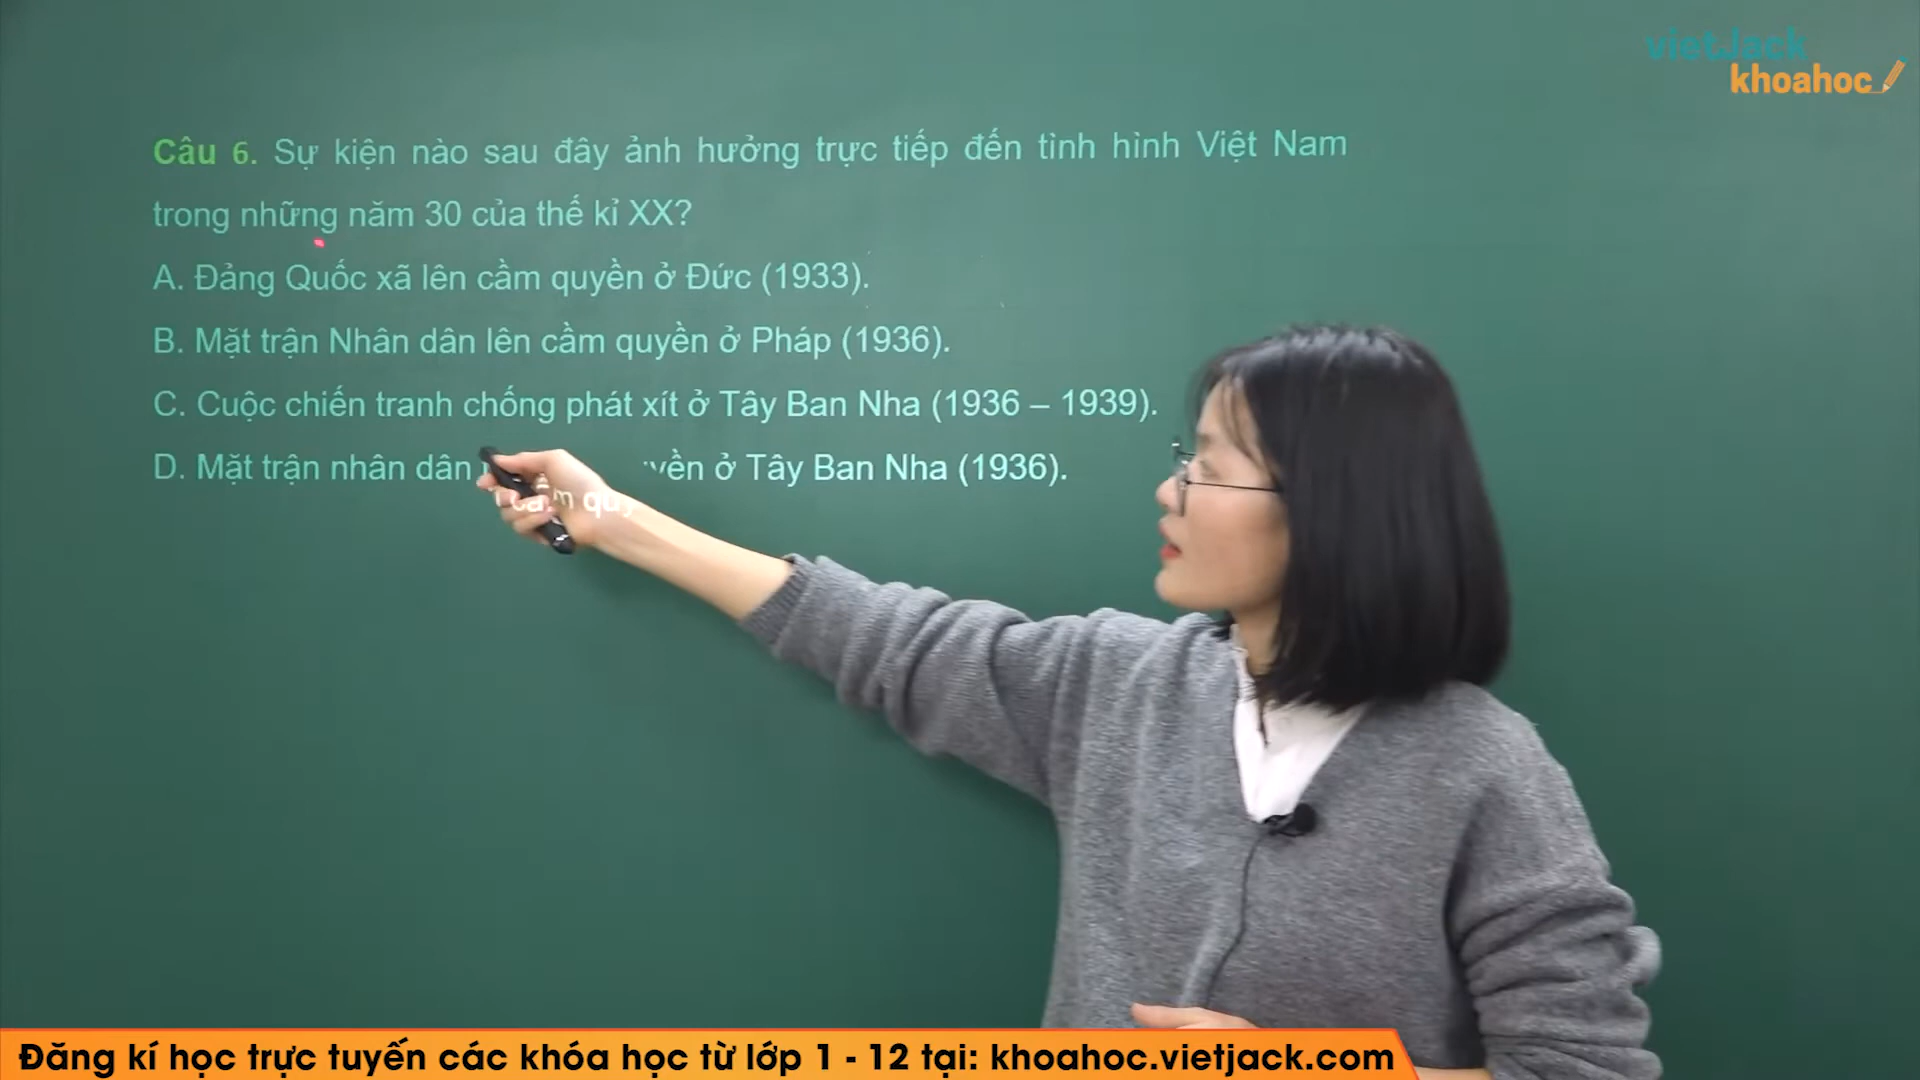 vietJack
khoahoc
Câu 6. Sự kiện nào sau đây ảnh hưởng trực tiếp đến tình hình Việt Nam
trong những năm 30 của thế kỉ XX?
A. Đảng Quốc xã lên cầm quyền ở Đức (1933).
B. Mặt trận Nhân dân lên cầm quyền ở Pháp (1936).
C. Cuộc chiến tranh chống phát xít ở Tây Ban Nha (1936 – 1939).
D. Mặt trận nhân dân cầm quyền ở Tây Ban Nha (1936).
Đăng kí học trực tuyến các khóa học từ lớp 1 - 12 tại: khoahoc.vietjack.com